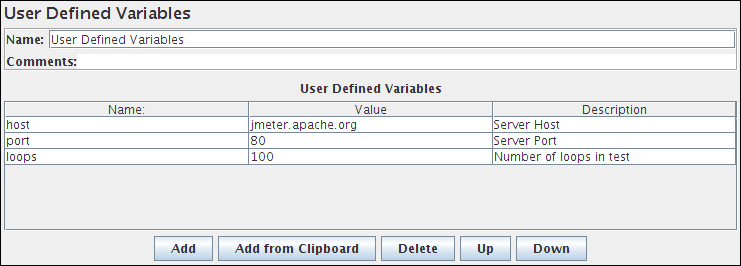 User Defined Variables
Name: User Defined Variables
Comments:
User Defined Variables
Name: Value Description
host jmeter.apache.org Server Host
port 80 Server Port
loops 100 Number of loops in test
Add Add from Clipboard Delete Up Down